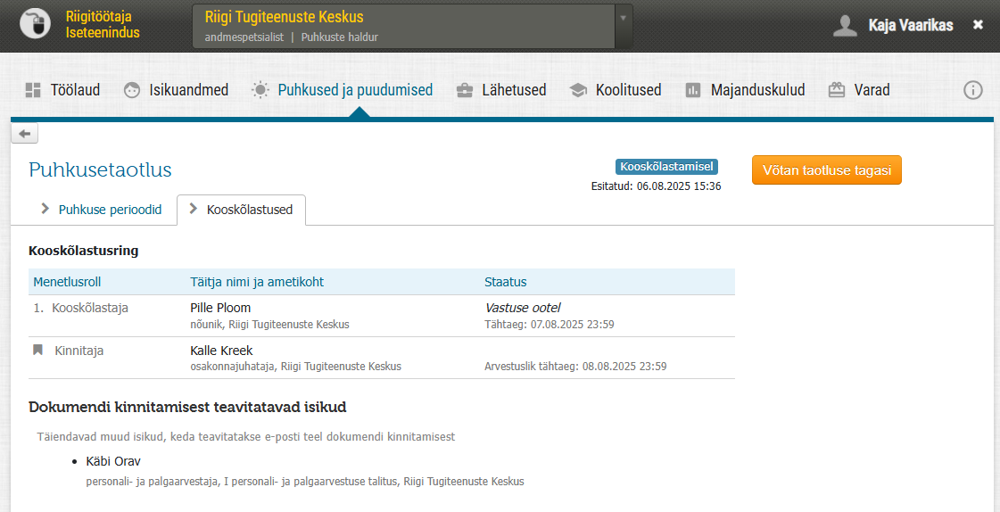 Riigitöötaja
Iseteenindus
Riigi Tugiteenuste Keskus
andmespetsialist | Puhkuste haldur
Kaja Vaarikas
Töölaud Isikuandmed Puhkused ja puudumised Lähetused Koolitused Majanduskulud Varad
Puhkusetaotlus
Kooskõlastamisel
Esitatud: 06.08.2025 15:36
Võtan taotluse tagasi
Puhkuse perioodid Kooskõlastused
Kooskõlastusring
Menetlusroll Täitja nimi ja ametikoht Staatus
1. Kooskõlastaja Pille Ploom Vastuse ootel
nõunik, Riigi Tugiteenuste Keskus Tähtaeg: 07.08.2025 23:59
Kinnitaja Kalle Kreek
osakonnajuhataja, Riigi Tugiteenuste Keskus Arvestuslik tähtaeg: 08.08.2025 23:59
Dokumendi kinnitamisest teavitatavad isikud
Täiendavad muud isikud, keda teavitatakse e-posti teel dokumendi kinnitamisest
• Käbi Orav
personali- ja palgaarvestaja, I personali- ja palgaarvestuse talitus, Riigi Tugiteenuste Keskus